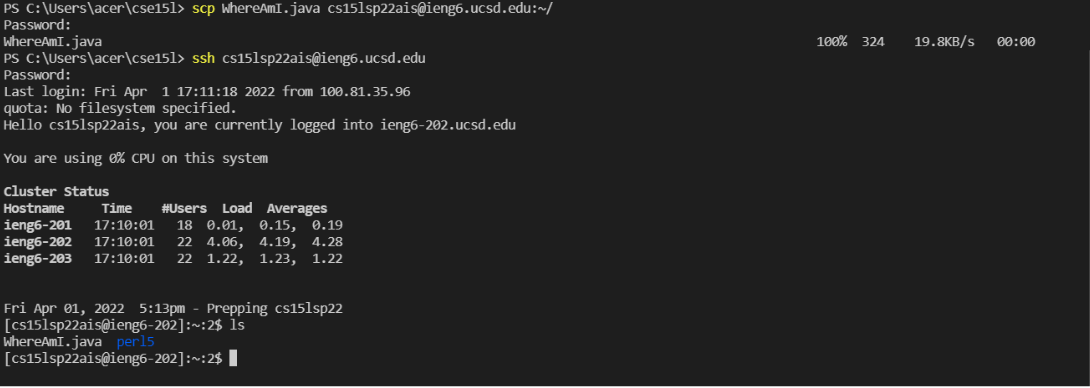 PS C:\Users\acer\cse15l> scp WhereAmI.java cs15lsp22ais@ieng6.ucsd.edu:~/
Password:
WhereAmI.java 100% 324 19.8KB/s 00:00
PS C:\Users\acer\cse15l> ssh cs15lsp22ais@ieng6.ucsd.edu
Password:
Last login: Fri Apr  1 17:11:18 2022 from 100.81.35.96
quota: No filesystem specified.
Hello cs15lsp22ais, you are currently logged into ieng6-202.ucsd.edu
You are using 0% CPU on this system
Cluster Status
Hostname     Time    #Users  Load  Averages
ieng6-201   17:10:01   18  0.01,  0.15,  0.19
ieng6-202   17:10:01   22  4.06,  4.19,  4.28
ieng6-203   17:10:01   22  1.22,  1.23,  1.22
Fri Apr 01, 2022  5:13pm - Prepping cs15lsp22
[cs15lsp22ais@ieng6-202]:~:2$ ls
WhereAmI.java  perl5
[cs15lsp22ais@ieng6-202]:~:2$